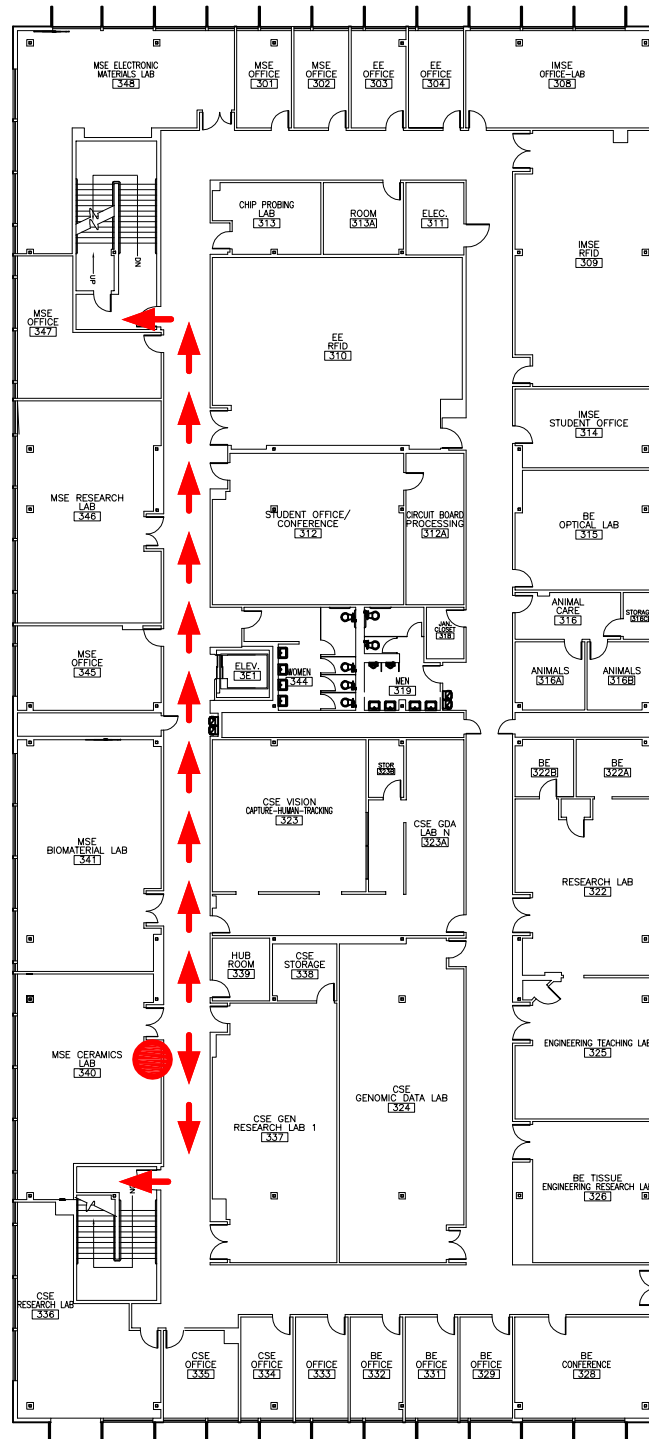 MSE ELECTRONIC
MATERIALS LAB
348
MSE
OFFICE
301
MSE
OFFICE
302
EE
OFFICE
303
EE
OFFICE
304
IMSE
OFFICE-LAB
308
CHIP PROBING
LAB
313
ROOM
313A
ELEC.
311
IMSE
RFID
309
UP
DN
MSE
OFFICE
347
EE
RFID
310
IMSE
STUDENT OFFICE
314
MSE RESEARCH
LAB
346
STUDENT OFFICE/
CONFERENCE
312
CIRCUIT BOARD
PROCESSING
312A
BE
OPTICAL LAB
315
ANIMAL
CARE
316
STORAGE
316C
JAN.
CLOSET
318
MSE
OFFICE
345
ELEV.
3E1
WOMEN
344
MEN
319
ANIMALS
316A
ANIMALS
316B
MSE
BIOMATERIAL LAB
341
CSE VISION
CAPTURE-HUMAN-TRACKING
323
STOR
323B
CSE GDA
LAB N
323A
BE
322B
BE
322A
RESEARCH LAB
322
HUB
ROOM
339
CSE
STORAGE
338
MSE CERAMICS
LAB
340
ENGINEERING TEACHING LAB
325
CSE
GENOMIC DATA LAB
324
CSE GEN
RESEARCH LAB 1
337
BE TISSUE
ENGINEERING RESEARCH LAB
326
CSE
RESEARCH LAB
336
CSE
OFFICE
335
CSE
OFFICE
334
OFFICE
333
BE
OFFICE
332
BE
OFFICE
331
BE
OFFICE
329
BE
CONFERENCE
328